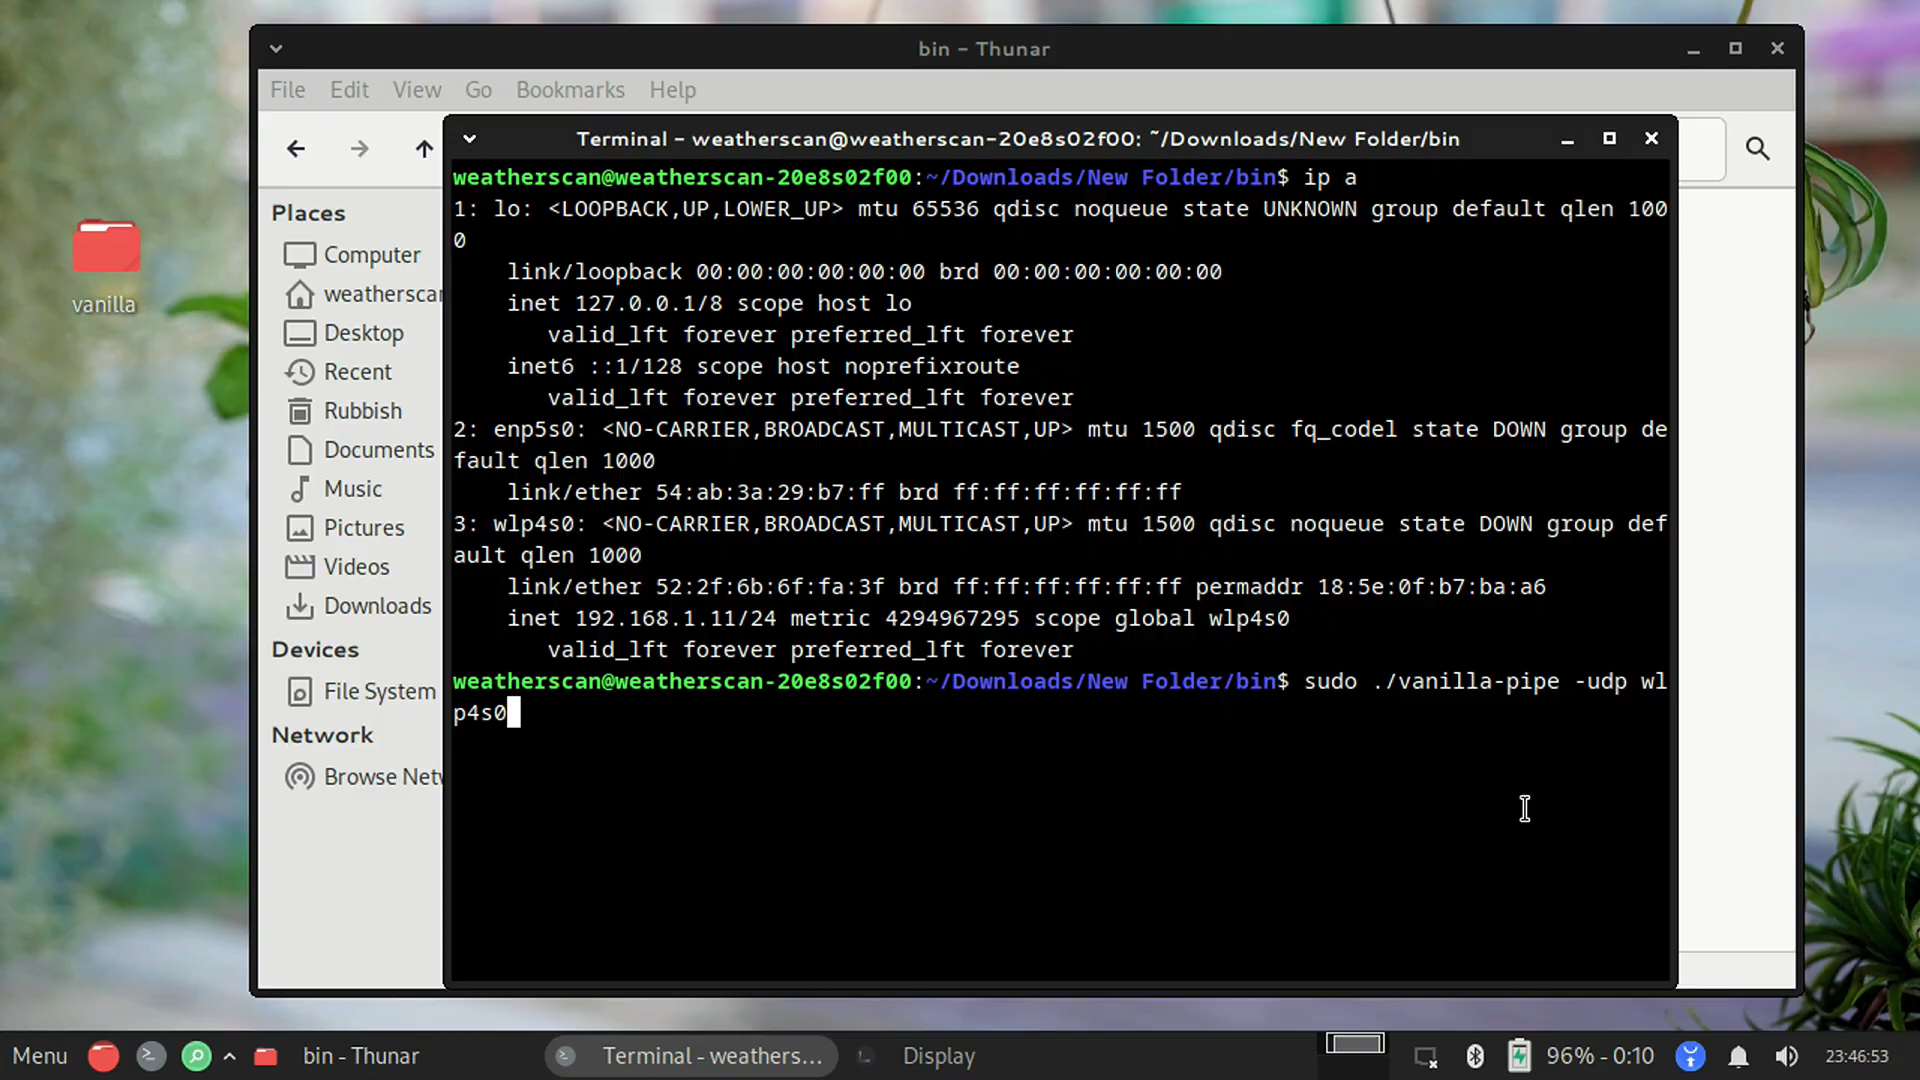 bin – Thunar
File Edit View Go Bookmarks Help
vanilla
Places
Computer
weatherscan
Desktop
Recent
Rubbish
Documents
Music
Pictures
Videos
Downloads
Devices
File System
Network
Browse Netw
Terminal – weatherscan@weatherscan-20e8s02f00: ~/Downloads/New Folder/bin
weatherscan@weatherscan-20e8s02f00:~/Downloads/New Folder/bin$ ip a
1: lo: <LOOPBACK,UP,LOWER_UP> mtu 65536 qdisc noqueue state UNKNOWN group default qlen 100
0
link/loopback 00:00:00:00:00:00 brd 00:00:00:00:00:00
inet 127.0.0.1/8 scope host lo
valid_lft forever preferred_lft forever
inet6 ::1/128 scope host noprefixroute
valid_lft forever preferred_lft forever
2: enp5s0: <NO-CARRIER,BROADCAST,MULTICAST,UP> mtu 1500 qdisc fq_codel state DOWN group de
fault qlen 1000
link/ether 54:ab:3a:29:b7:ff brd ff:ff:ff:ff:ff:ff
3: wlp4s0: <NO-CARRIER,BROADCAST,MULTICAST,UP> mtu 1500 qdisc noqueue state DOWN group def
ault qlen 1000
link/ether 52:2f:6b:6f:fa:3f brd ff:ff:ff:ff:ff:ff permaddr 18:5e:0f:b7:ba:a6
inet 192.168.1.11/24 metric 4294967295 scope global wlp4s0
valid_lft forever preferred_lft forever
weatherscan@weatherscan-20e8s02f00:~/Downloads/New Folder/bin$ sudo ./vanilla-pipe -udp wl
p4s0
Menu bin - Thunar Terminal - weathers... Display 96% - 0:10 23:46:53